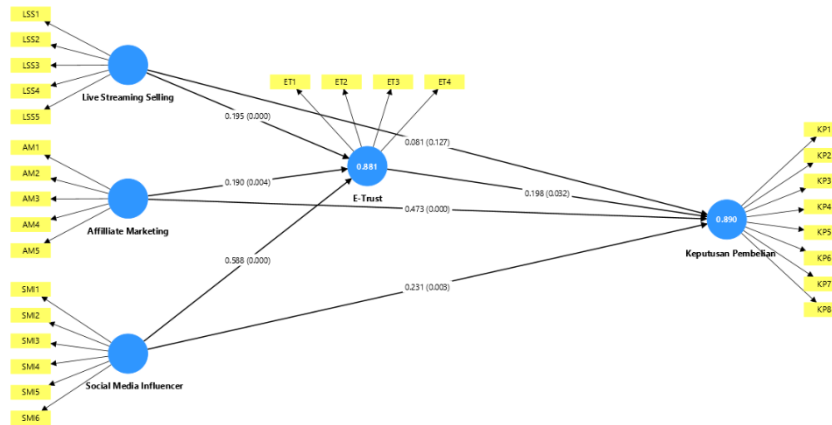 LSS1
LSS2
LSS3
LSS4
LSS5
Live Streaming Selling
AM1
AM2
AM3
AM4
AM5
Affilliate Marketing
SMI1
SMI2
SMI3
SMI4
SMI5
SMI6
Social Media Influencer
ET1
ET2
ET3
ET4
0.881
E-Trust
0.195 (0.000)
0.190 (0.004)
0.588 (0.000)
0.081 (0.127)
0.198 (0.032)
0.473 (0.000)
0.231 (0.003)
0.890
Keputusan Pembelian
KP1
KP2
KP3
KP4
KP5
KP6
KP7
KP8